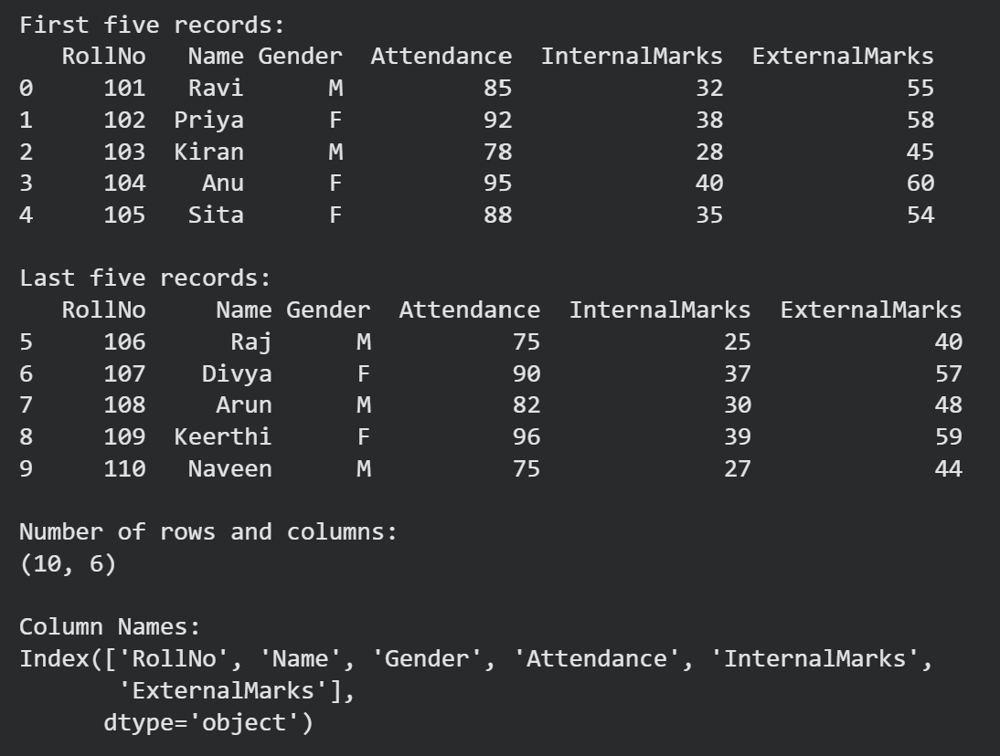 First five records:
   RollNo   Name Gender  Attendance  InternalMarks  ExternalMarks
0     101   Ravi      M          85             32             55
1     102  Priya      F          92             38             58
2     103  Kiran      M          78             28             45
3     104    Anu      F          95             40             60
4     105   Sita      F          88             35             54

Last five records:
   RollNo     Name Gender  Attendance  InternalMarks  ExternalMarks
5     106      Raj      M          75             25             40
6     107    Divya      F          90             37             57
7     108     Arun      M          82             30             48
8     109  Keerthi      F          96             39             59
9     110   Naveen      M          75             27             44

Number of rows and columns:
(10, 6)

Column Names:
Index(['RollNo', 'Name', 'Gender', 'Attendance', 'InternalMarks',
       'ExternalMarks'],
      dtype='object')